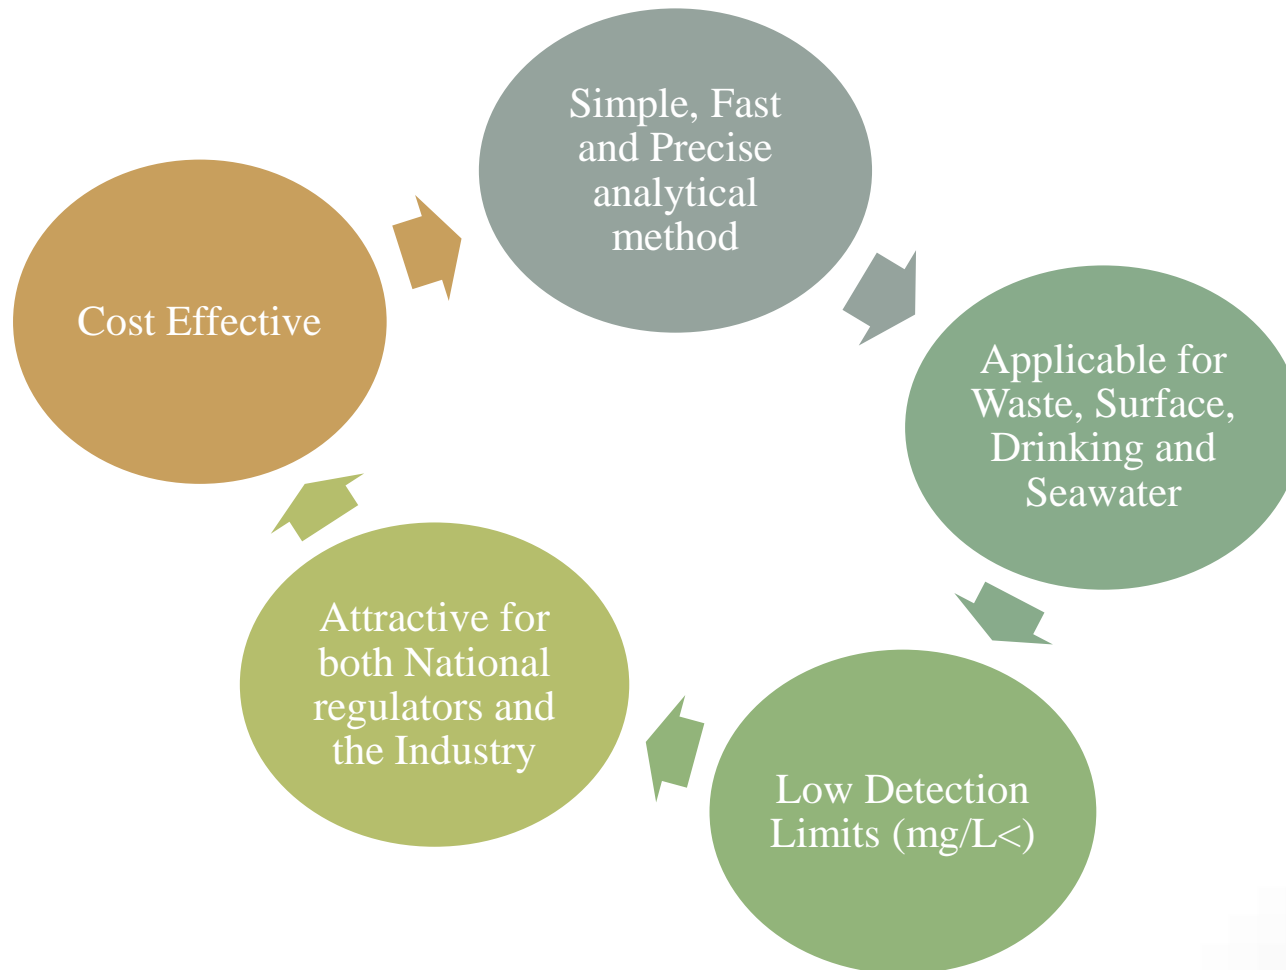 Simple, Fast
and Precise
analytical
method
Applicable for
Waste, Surface,
Drinking and
Seawater
Low Detection
Limits (mg/L<)
Attractive for
both National
regulators and
the Industry
Cost Effective